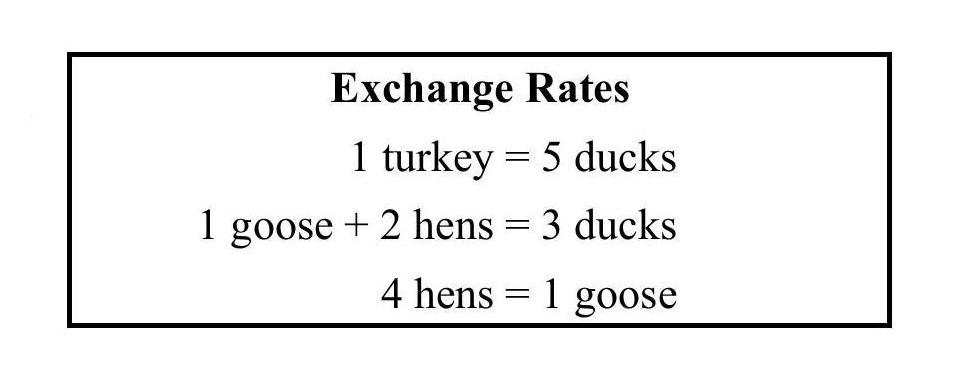 Exchange Rates
1 turkey = 5 ducks
1 goose + 2 hens = 3 ducks
4 hens = 1 goose